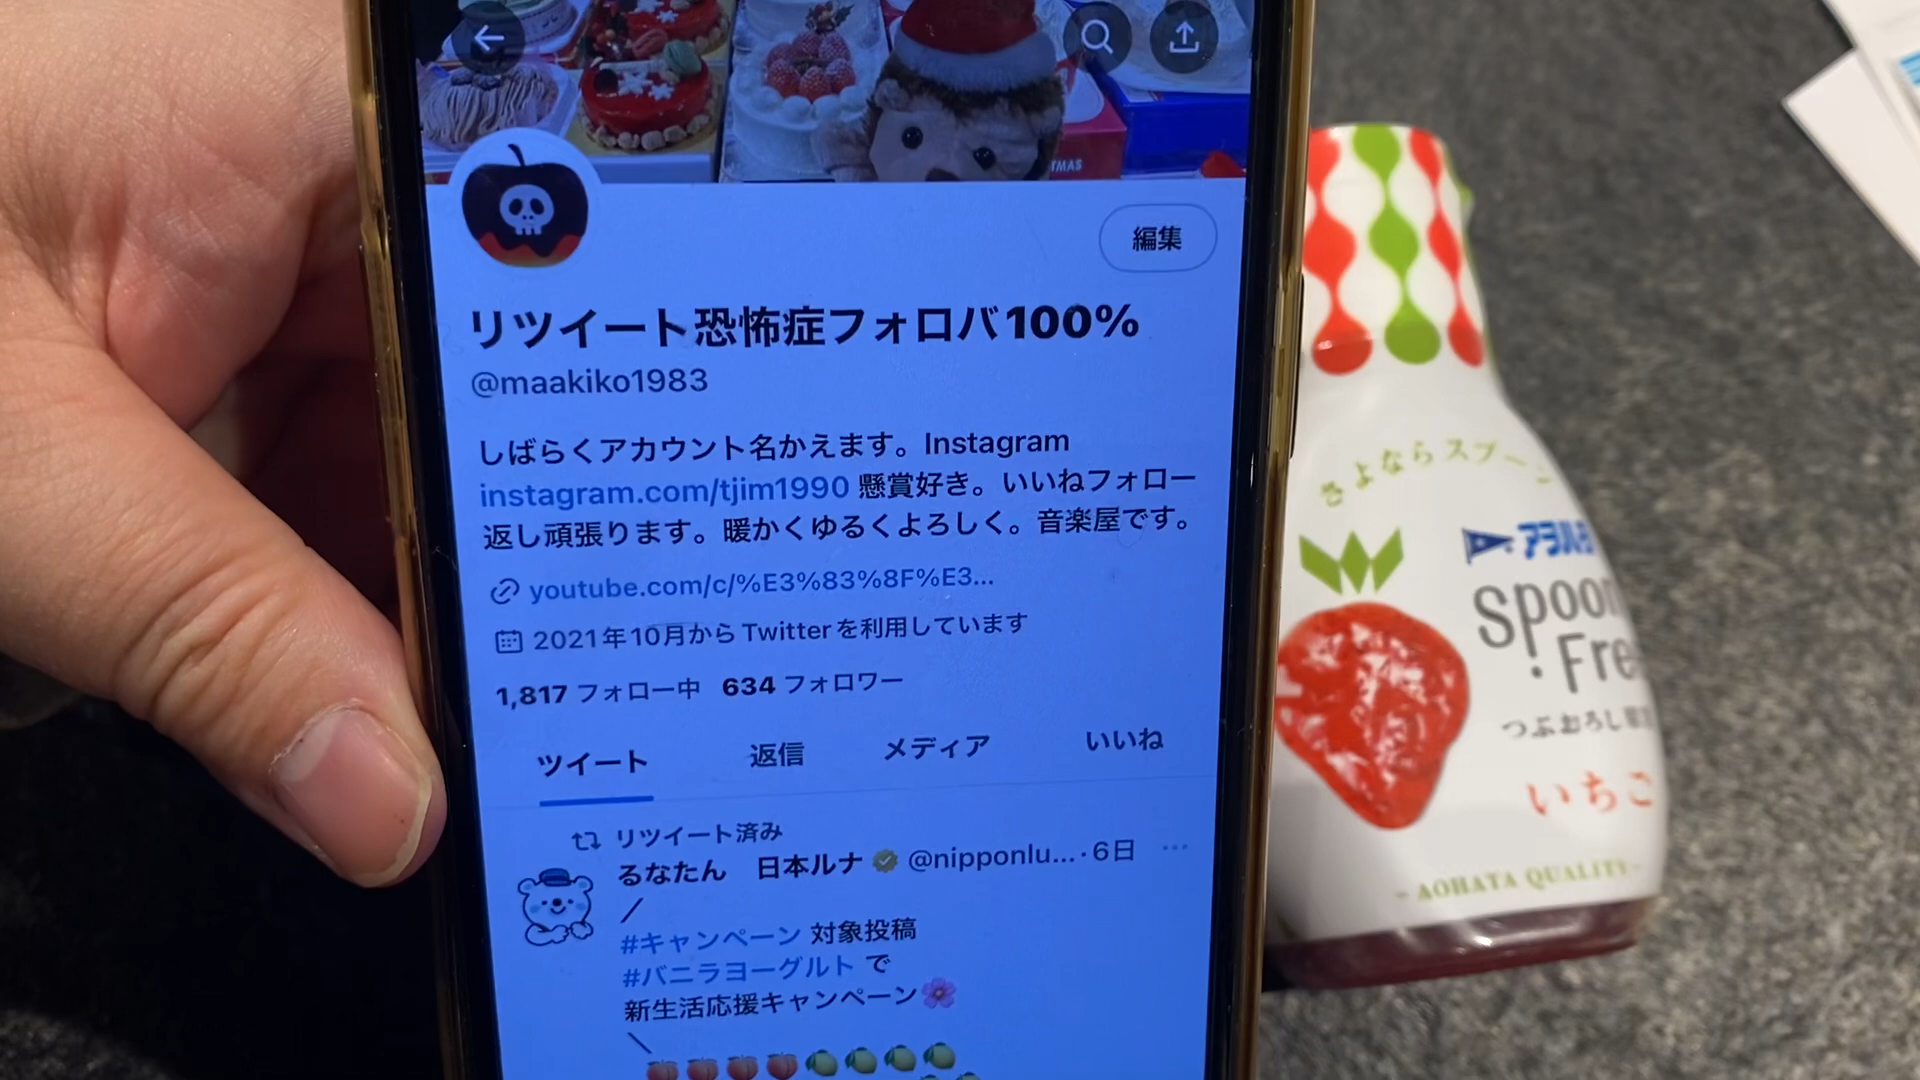 TMAS
編集
リツイート恐怖症フォロバ100%
@maakiko1983
しばらくアカウント名かえます。Instagram
instagram.com/tjim1990 懸賞好き。いいねフォロー
返し頑張ります。暖かくゆるくよろしく。音楽屋です。
youtube.com/c/%E3%83%8F%E3...
2021年10月からTwitterを利用しています
1,817 フォロー中 634 フォロワー
ツイート 返信 メディア いいね
リツイート済み
るなたん 日本ルナ @nipponlu... · 6日
/
#キャンペーン 対象投稿
#バニラヨーグルト で
新生活応援キャンペーン🌸
\
🍑🍑🍑🍑🍋🍋🍋🍋
さよならスプーン
アヲハタ
Spoon
Free
つぶおろし
いちご
- AOHATA QUALITY -